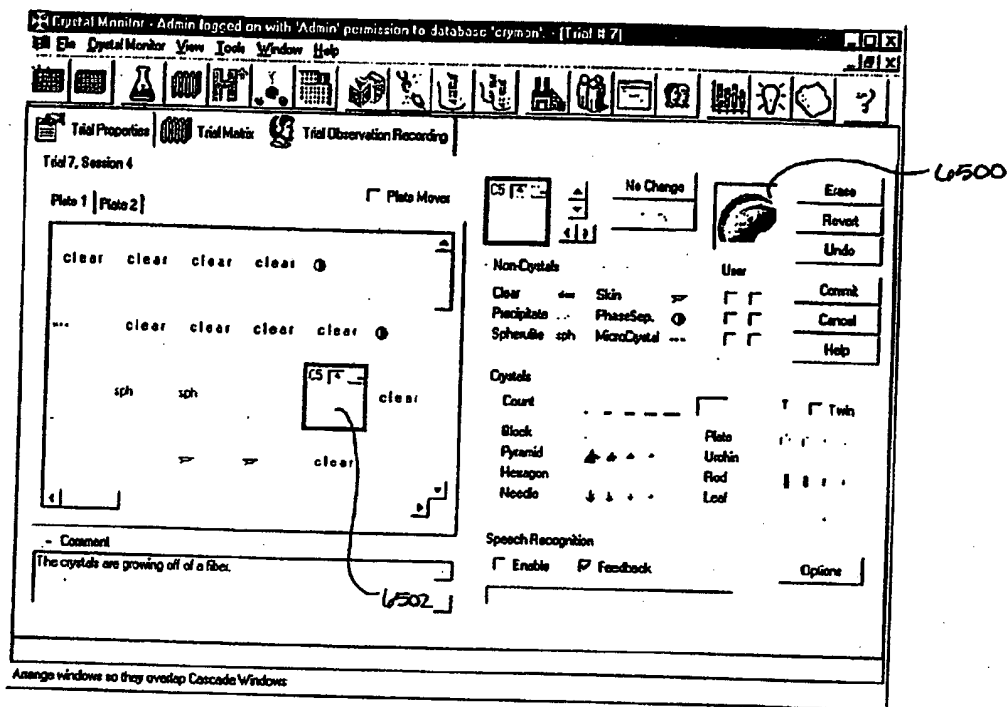 Crystal Monitor - Admin logged on with 'Admin' permission to database 'crymon'. - [Trial # 7]
File Crystal Monitor View Tools Window Help
Trial Properties Trial Matrix Trial Observation Recording
Trial 7, Session 4
Plate 1 Plate 2 Plate Moves
clear clear clear clear
clear clear clear clear
sph sph C5 4 clear
clear
- Comment
The crystals are growing off of a fiber.
6502
C5 4 No Change
6500
Erase
Revert
Undo
Commit
Cancel
Help
Non-Crystals User
Clear clear Skin
Precipitate PhaseSep.
Spherulite sph MicroCrystal
Crystals
Count T Twin
Block Plate
Pyramid Urchin
Hexagon Rod
Needle Leaf
Speech Recognition
Enable Feedback Options
Arrange windows so they overlap Cascade Windows